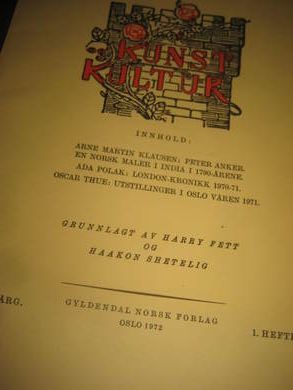 KUNST
KULTUR
INNHOLD:
ARNE MARTIN KLAUSEN: PETER ANKER.
EN NORSK MALER I INDIA I 1790-ÅRENE.
ADA POLAK: LONDON-KRONIKK 1970-71.
OSCAR THUE: UTSTILLINGER I OSLO VÅREN 1971.
GRUNNLAGT AV HARRY FETT
OG
HAAKON SHETELIG
ÅRG. GYLDENDAL NORSK FORLAG 1. HEFTE
OSLO 1972